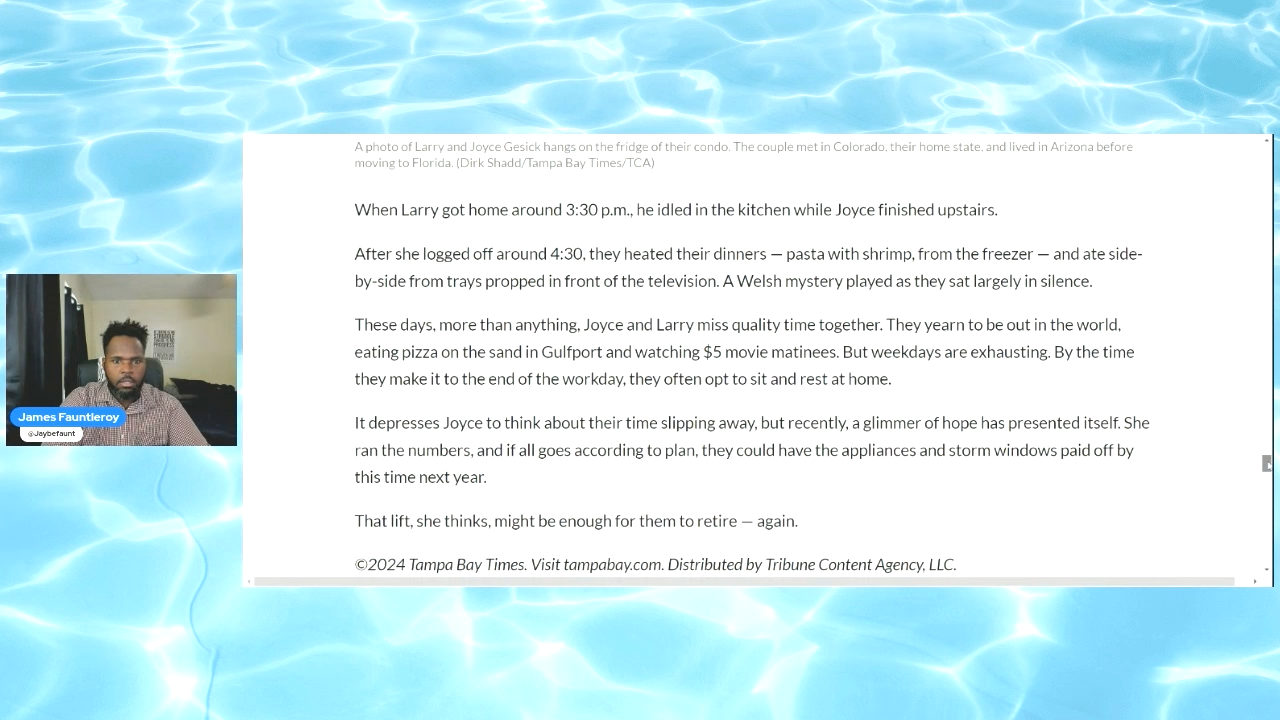 A photo of Larry and Joyce Gesick hangs on the fridge of their condo. The couple met in Colorado, their home state, and lived in Arizona before
moving to Florida. (Dirk Shadd/Tampa Bay Times/TCA)
When Larry got home around 3:30 p.m., he idled in the kitchen while Joyce finished upstairs.
After she logged off around 4:30, they heated their dinners — pasta with shrimp, from the freezer — and ate side-
by-side from trays propped in front of the television. A Welsh mystery played as they sat largely in silence.
These days, more than anything, Joyce and Larry miss quality time together. They yearn to be out in the world,
eating pizza on the sand in Gulfport and watching $5 movie matinees. But weekdays are exhausting. By the time
they make it to the end of the workday, they often opt to sit and rest at home.
It depresses Joyce to think about their time slipping away, but recently, a glimmer of hope has presented itself. She
ran the numbers, and if all goes according to plan, they could have the appliances and storm windows paid off by
this time next year.
That lift, she thinks, might be enough for them to retire — again.
©2024 Tampa Bay Times. Visit tampabay.com. Distributed by Tribune Content Agency, LLC.
James Fauntleroy
@Jaybefaunt